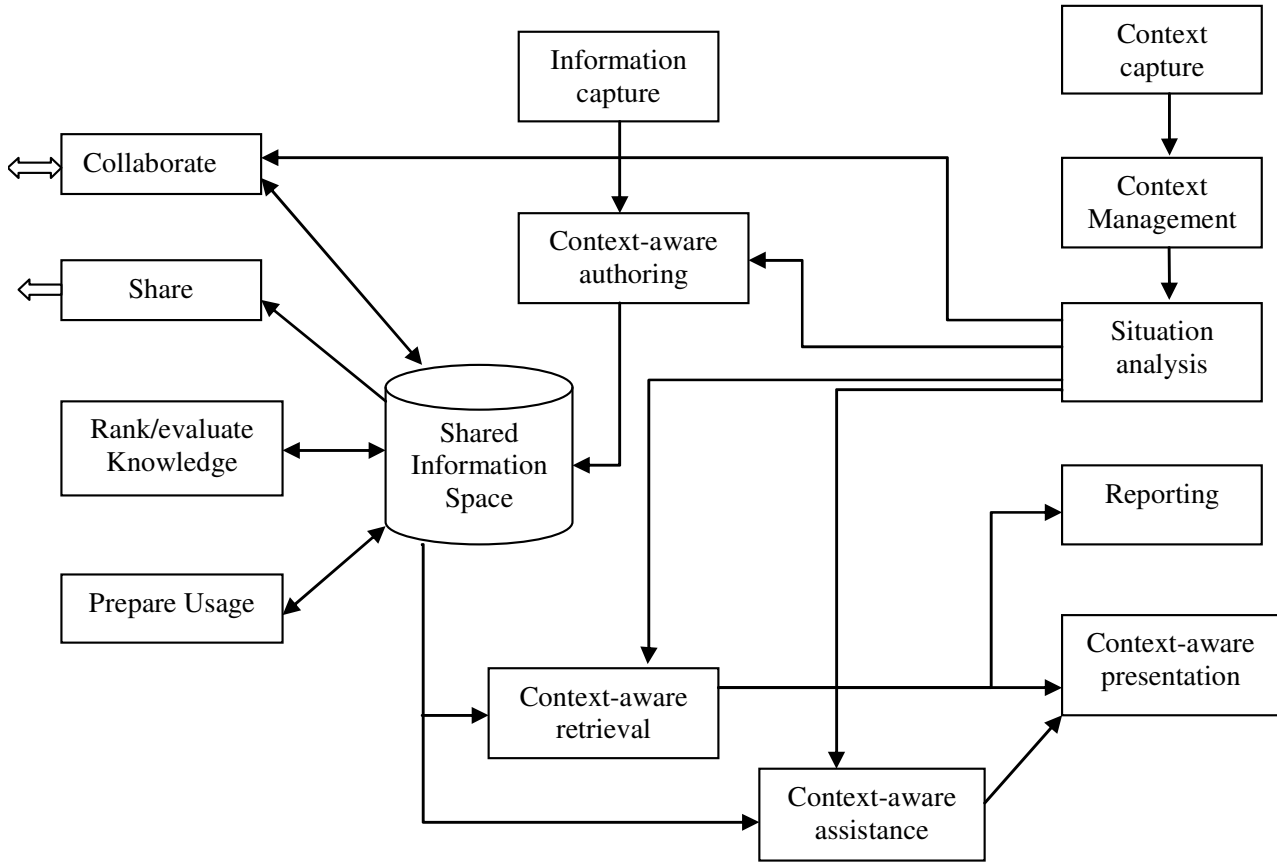 Information
capture
Context
capture
Collaborate
Context
Management
Context-aware
authoring
Share
Situation
analysis
Rank/evaluate
Knowledge
Shared
Information
Space
Reporting
Prepare Usage
Context-aware
presentation
Context-aware
retrieval
Context-aware
assistance